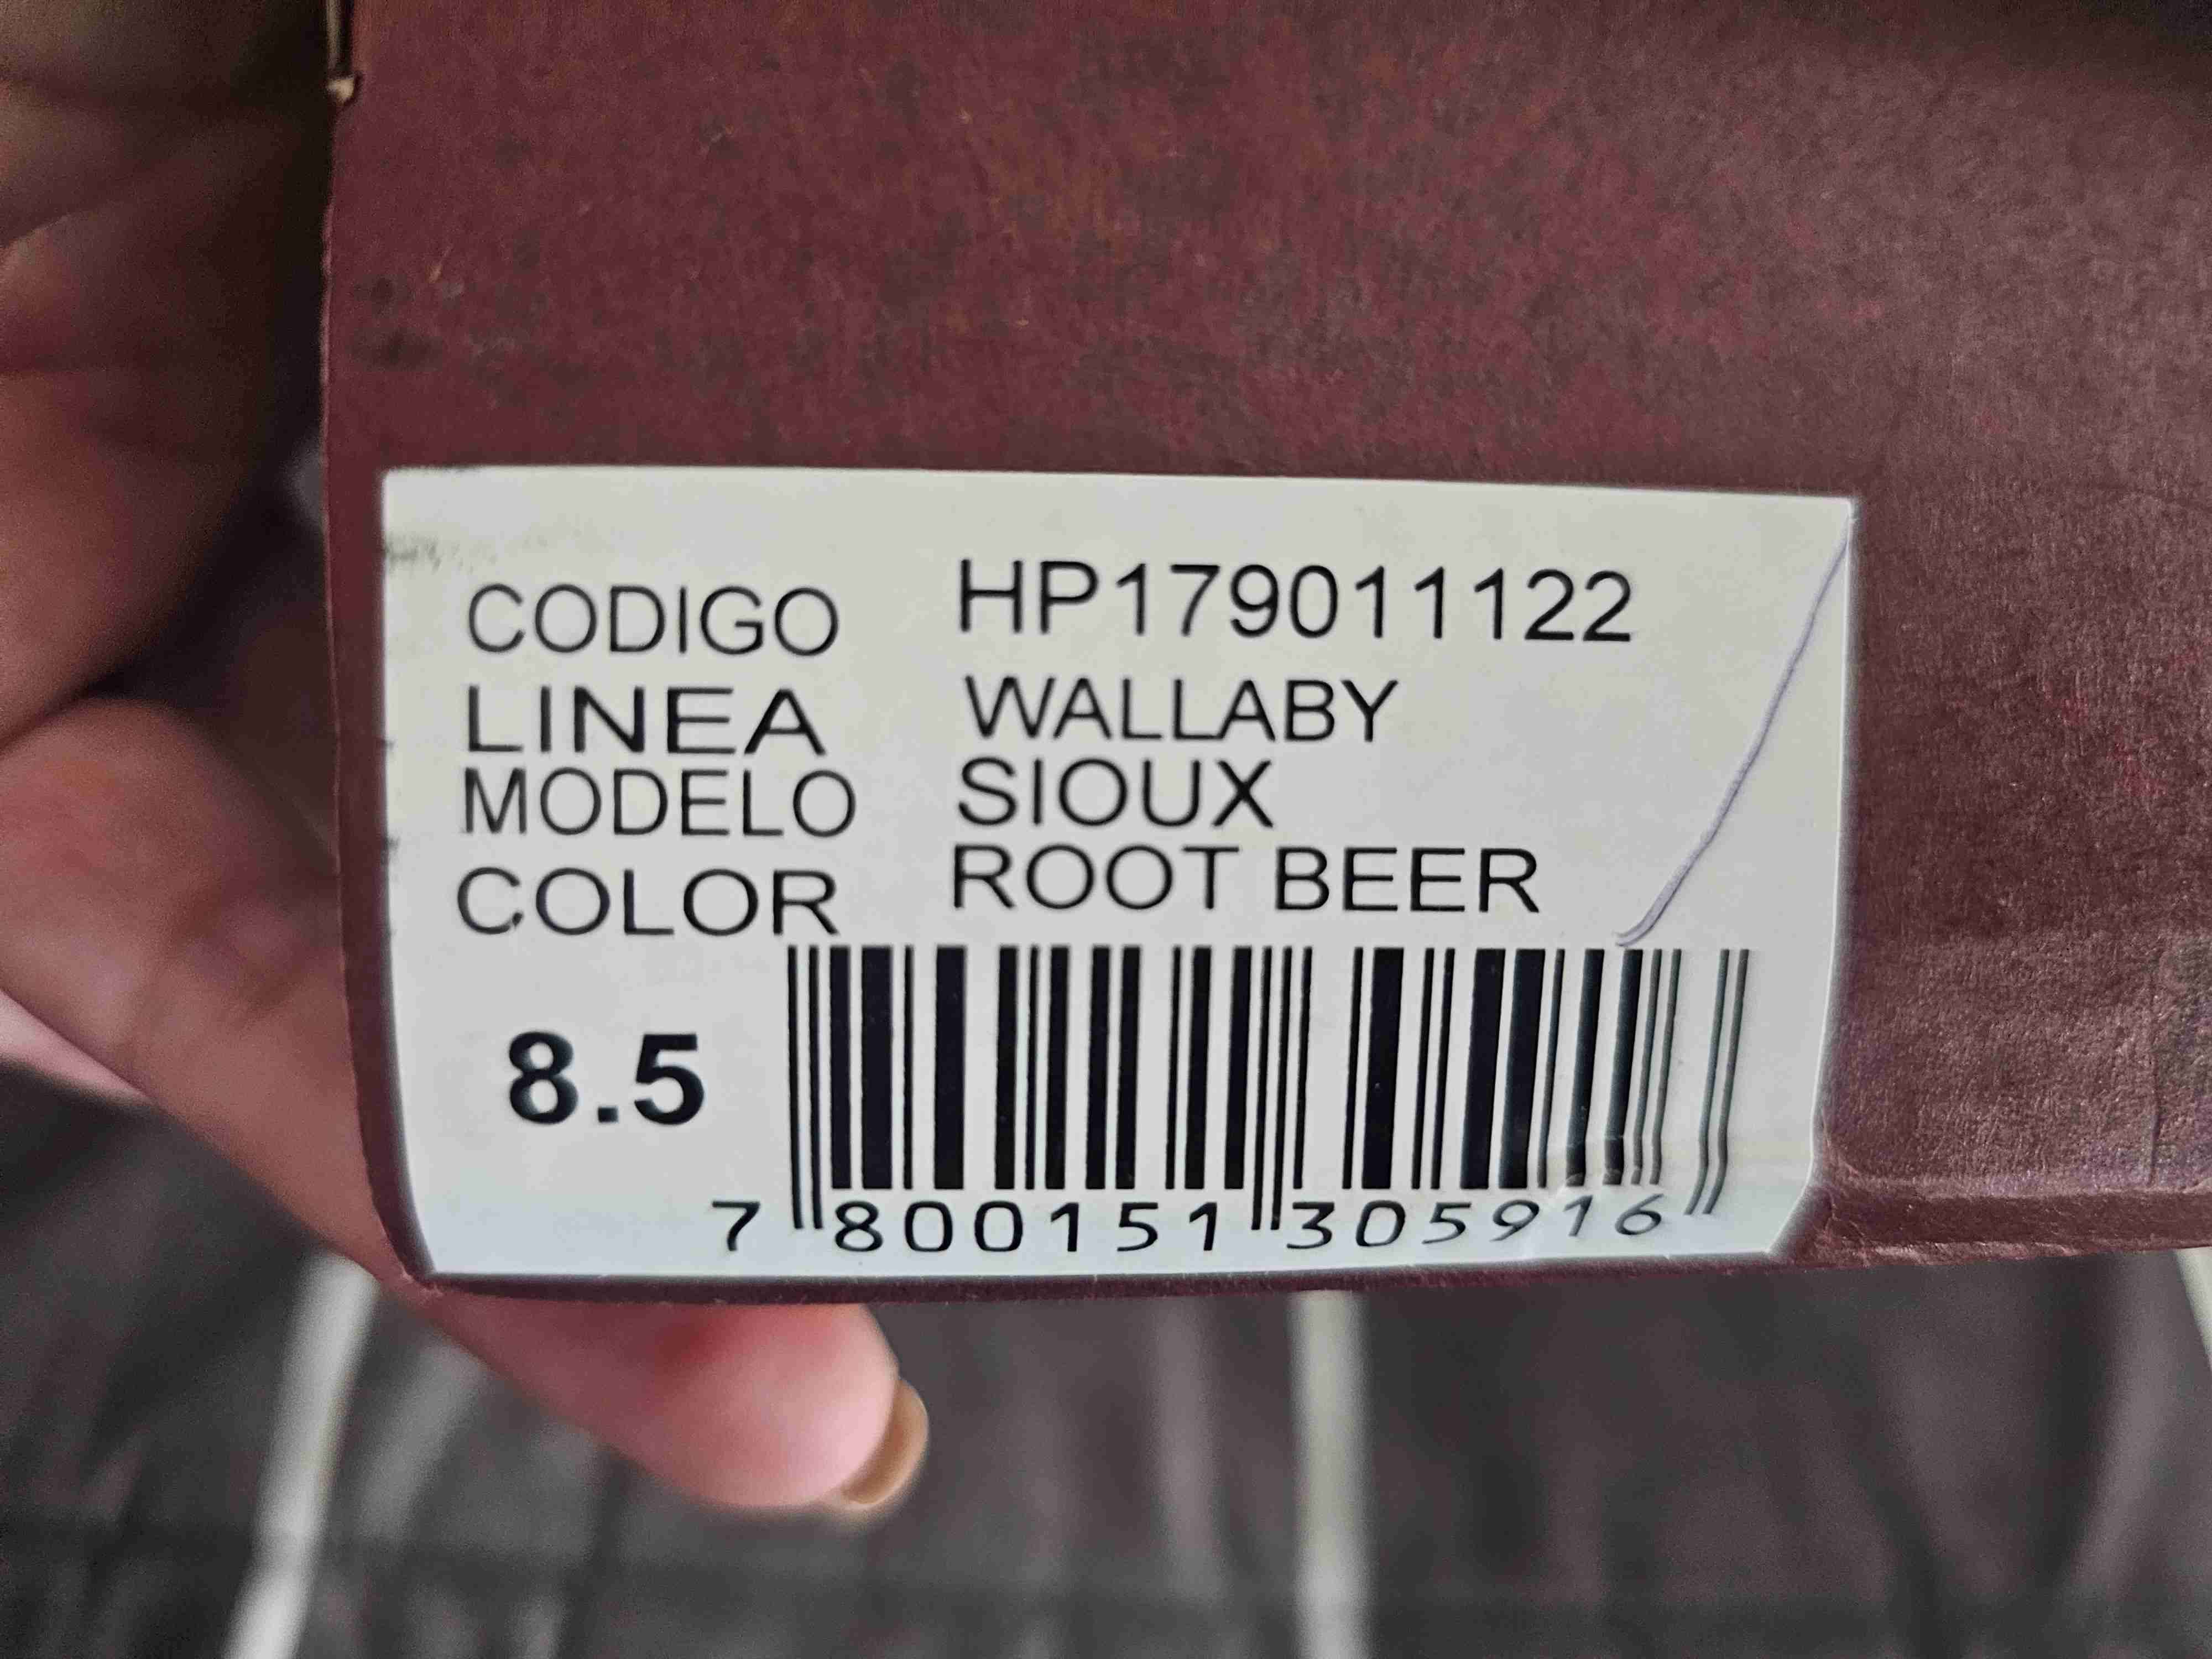 CODIGO HP179011122
LINEA WALLABY
MODELO SIOUX
COLOR ROOT BEER
8.5
7 800151 305916